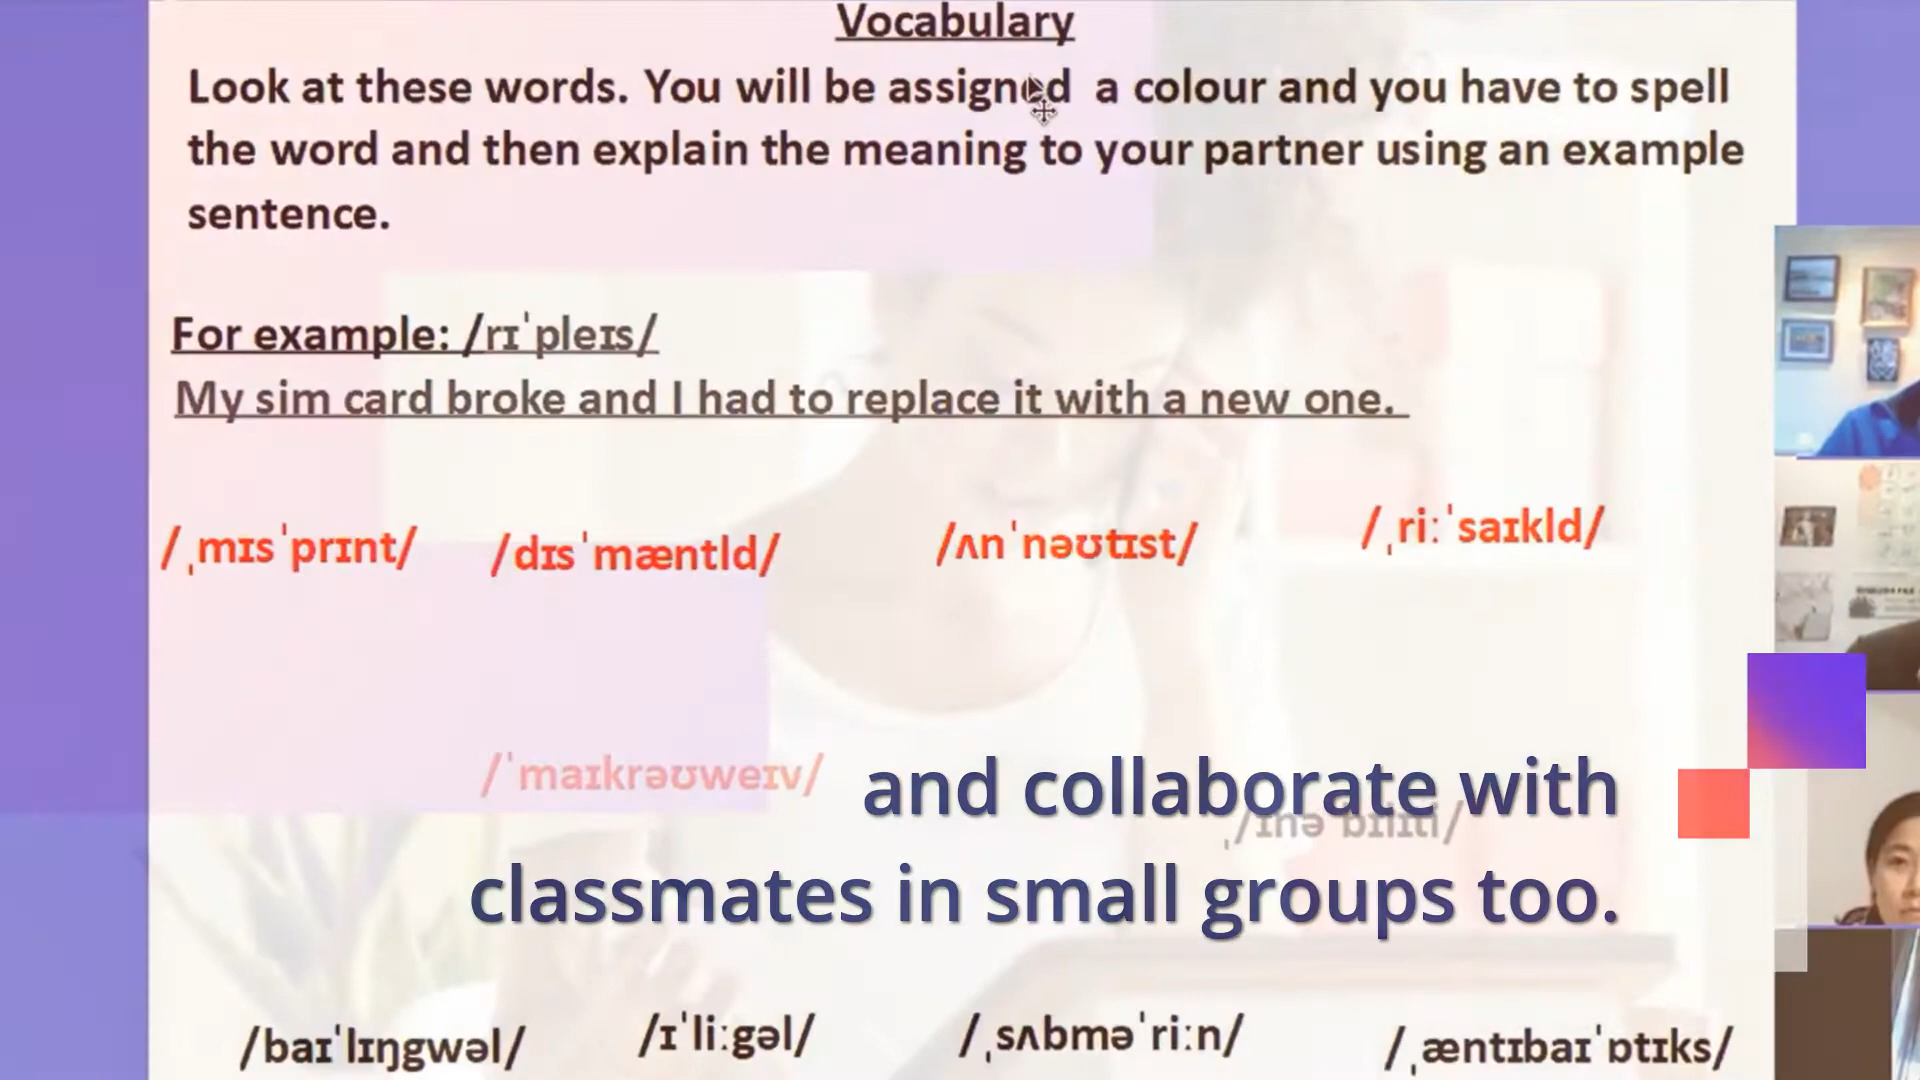 Vocabulary
Look at these words. You will be assigned a colour and you have to spell
the word and then explain the meaning to your partner using an example
sentence.
For example: /rɪˈpleɪs/
My sim card broke and I had to replace it with a new one.
/ˌmɪsˈprɪnt/ /dɪsˈmæntld/ /ʌnˈnəʊtɪst/ /ˌriːˈsaɪkld/
/ˈmaɪkrəʊweɪv/
/ˌɪnəˈbɪlɪti/
and collaborate with
classmates in small groups too.
/baɪˈlɪŋgwəl/ /ɪˈliːgəl/ /ˌsʌbməˈriːn/ /ˌæntɪbaɪˈɒtɪks/